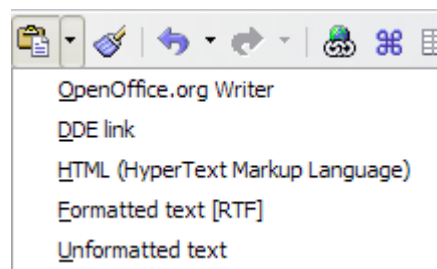 OpenOffice.org Writer
DDE link
HTML (HyperText Markup Language)
Formatted text [RTF]
Unformatted text